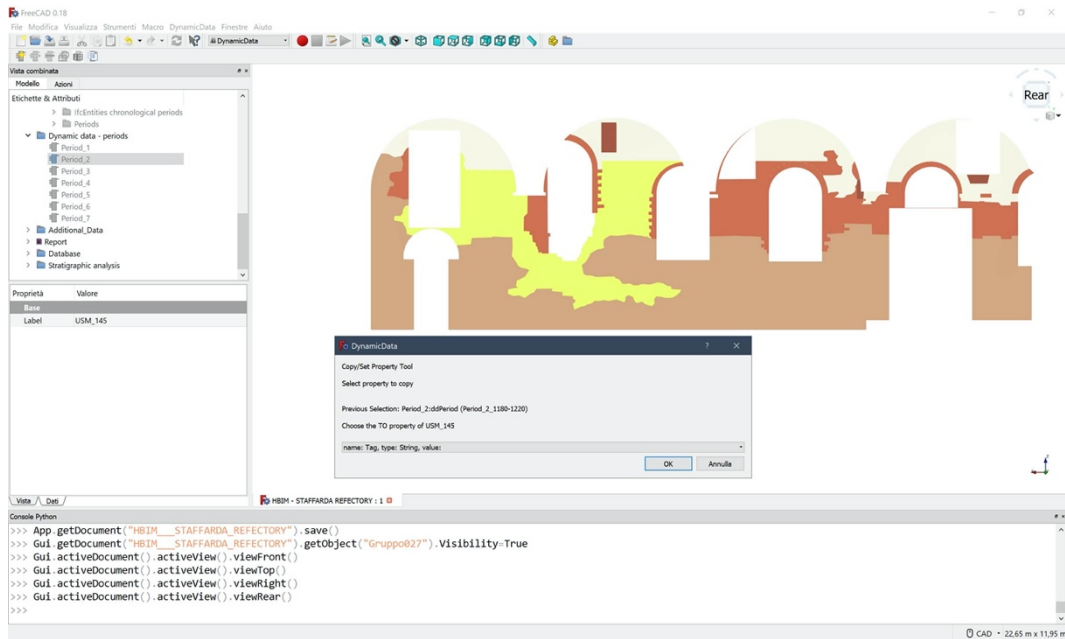 FreeCAD 0.18
File Modifica Visualizza Strumenti Macro DynamicData Finestre Aiuto
DynamicData
Vista combinata
Modello Azioni
Etichette & Attributi
IfcEntities chronological periods
Periods
Dynamic data - periods
Period_1
Period_2
Period_3
Period_4
Period_5
Period_6
Period_7
Additional_Data
Report
Database
Stratigraphic analysis
Proprietà Valore
Base
Label USM_145
Vista Dati
Rear
DynamicData
Copy/Set Property Tool
Select property to copy
Previous Selection: Period_2:ddPeriod (Period_2_1180-1220)
Choose the TO property of USM_145
name: Tag, type: String, value:
OK Annulla
HBIM - STAFFARDA REFECTORY : 1
Console Python
>>> App.getDocument("HBIM___STAFFARDA_REFECTORY").save()
>>> Gui.getDocument("HBIM___STAFFARDA_REFECTORY").getObject("Gruppo027").Visibility=True
>>> Gui.activeDocument().activeView().viewFront()
>>> Gui.activeDocument().activeView().viewTop()
>>> Gui.activeDocument().activeView().viewRight()
>>> Gui.activeDocument().activeView().viewRear()
>>>
CAD 22,65 m x 11,95 m